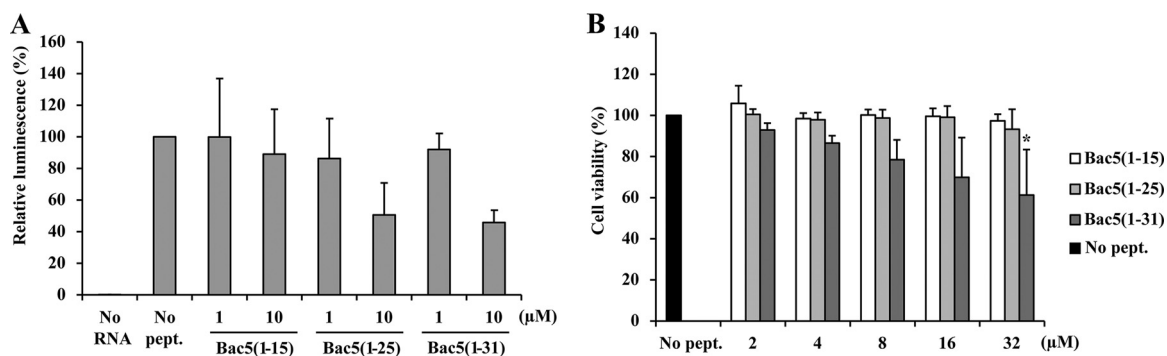 A
Relative luminescence (%)
160
140
120
100
80
60
40
20
0
No RNA
No pept.
1
10
1
10
1
10
(μM)
Bac5(1-15)
Bac5(1-25)
Bac5(1-31)
B
Cell viability (%)
140
120
100
80
60
40
20
0
*
No pept.
2
4
8
16
32
(μM)
Bac5(1-15)
Bac5(1-25)
Bac5(1-31)
No pept.